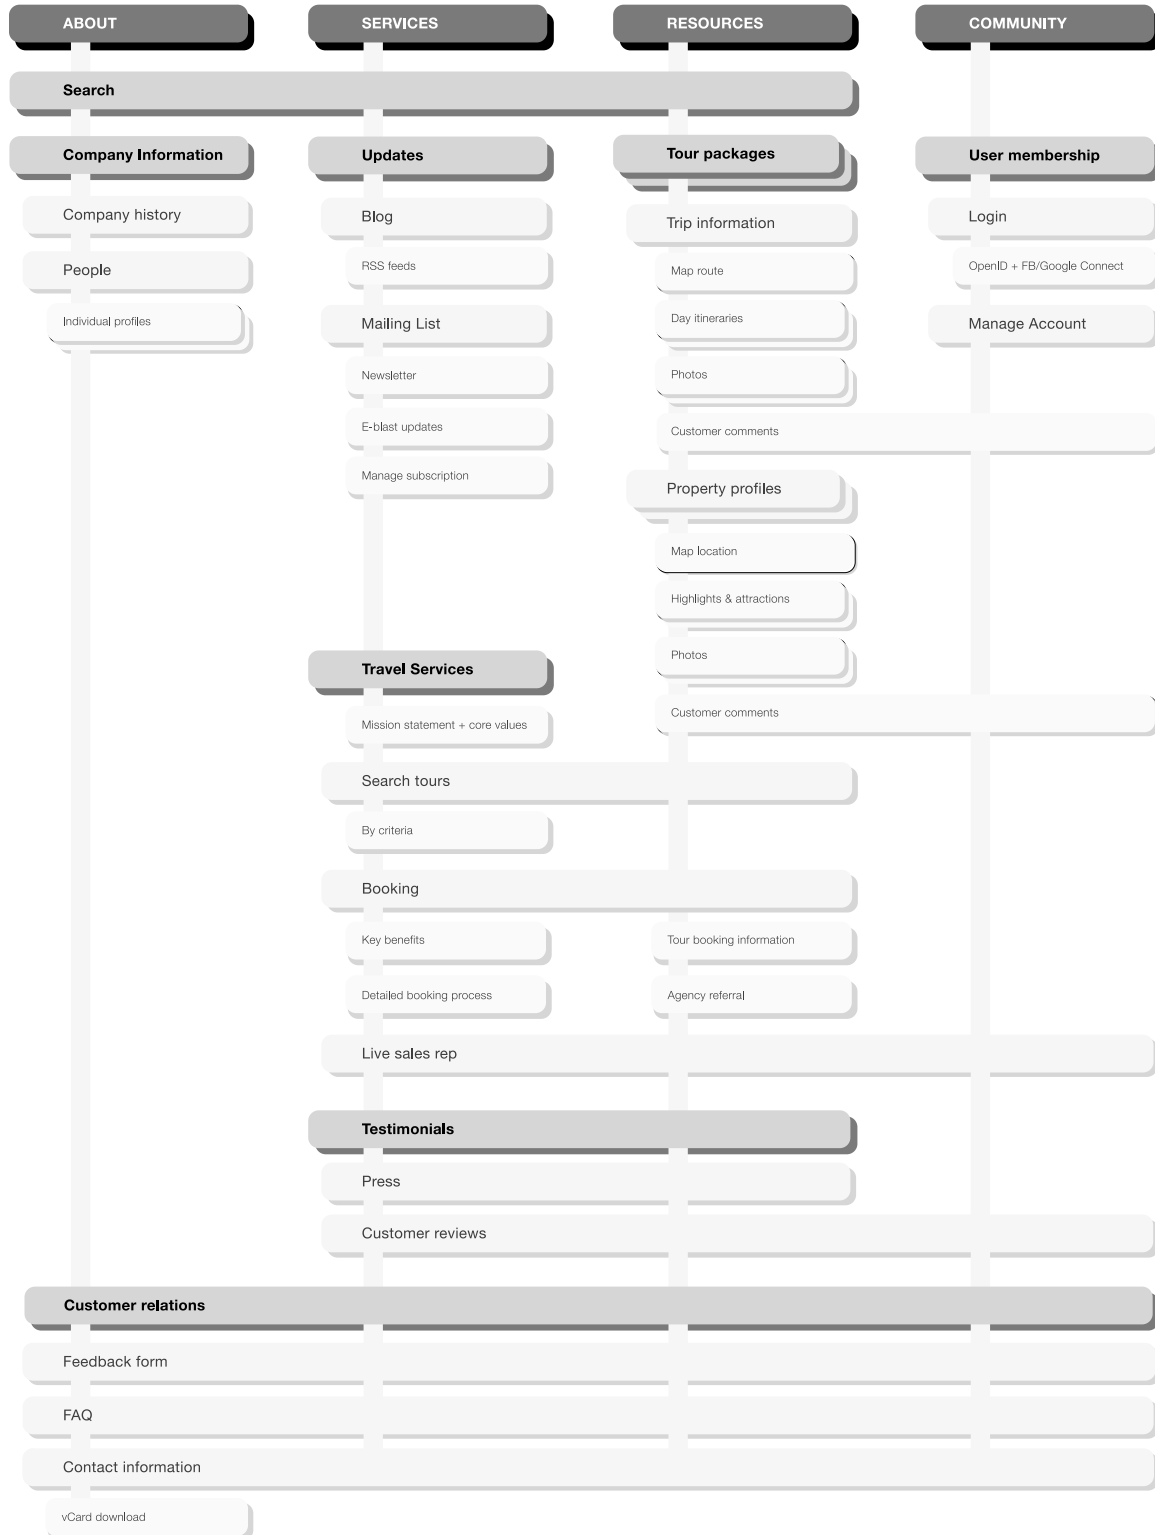 ABOUT
SERVICES
RESOURCES
COMMUNITY
Search
Company Information
Updates
Tour packages
User membership
Company history
Blog
Trip information
Login
People
RSS feeds
Map route
OpenID + FB/Google Connect
Individual profiles
Mailing List
Day itineraries
Manage Account
Newsletter
Photos
E-blast updates
Customer comments
Manage subscription
Property profiles
Map location
Highlights & attractions
Travel Services
Photos
Mission statement + core values
Customer comments
Search tours
By criteria
Booking
Key benefits
Tour booking information
Detailed booking process
Agency referral
Live sales rep
Testimonials
Press
Customer reviews
Customer relations
Feedback form
FAQ
Contact information
vCard download